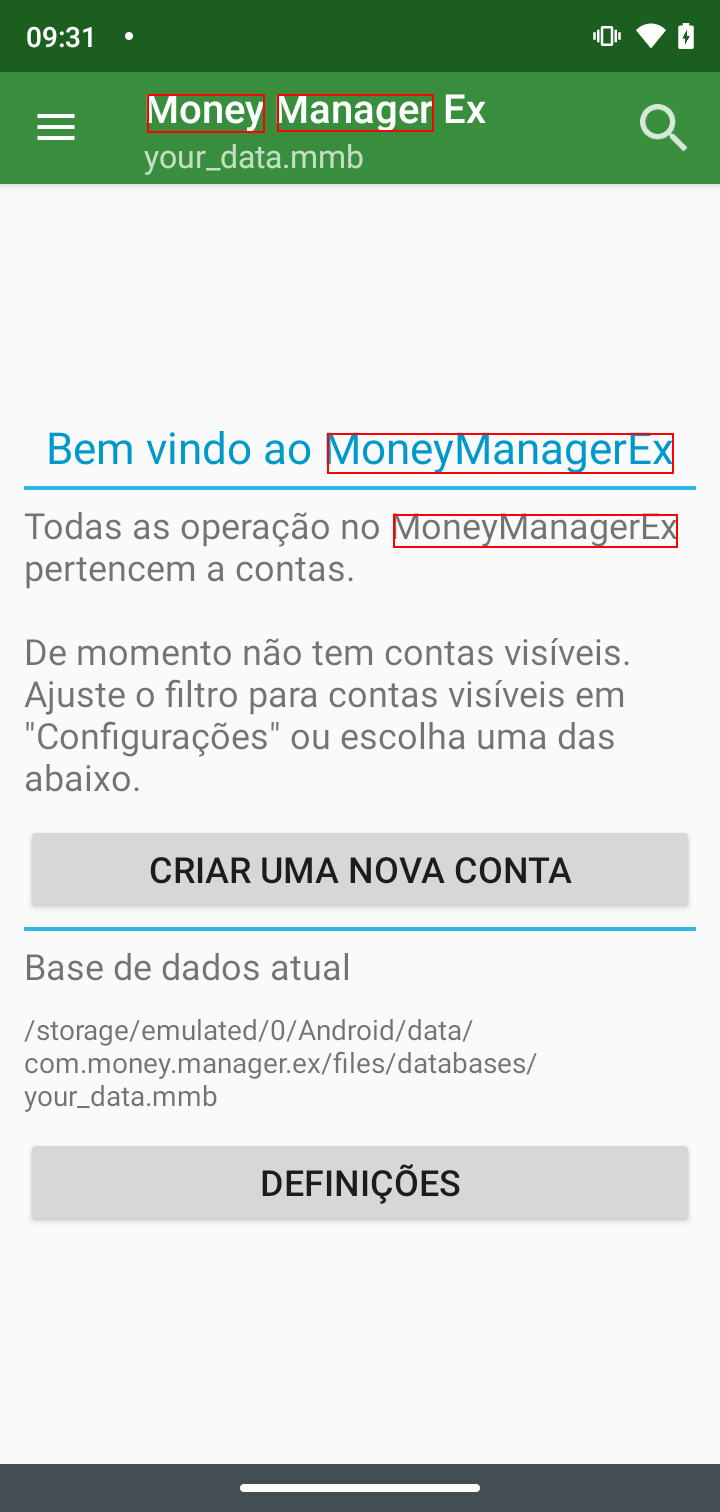 09:31
Money Manager Ex
your_data.mmb
Bem vindo ao MoneyManagerEx
Todas as operação no MoneyManagerEx
pertencem a contas.
De momento não tem contas visíveis.
Ajuste o filtro para contas visíveis em
"Configurações" ou escolha uma das
abaixo.
CRIAR UMA NOVA CONTA
Base de dados atual
/storage/emulated/0/Android/data/
com.money.manager.ex/files/databases/
your_data.mmb
DEFINIÇÕES